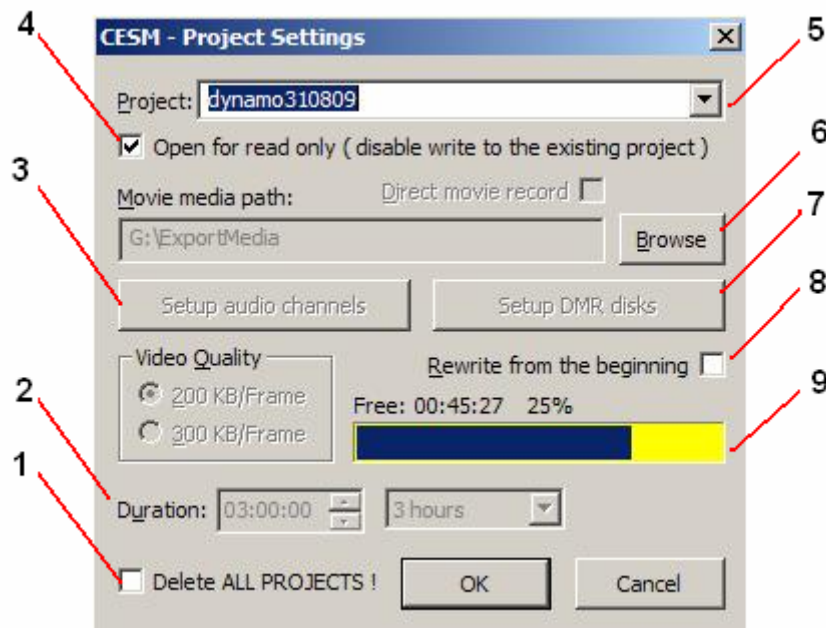 4
CESM - Project Settings
5
Project: dynamo310809
Open for read only ( disable write to the existing project )
6
3
Movie media path: Direct movie record
7
G:\ExportMedia Browse
Setup audio channels Setup DMR disks
8
Video Quality
Rewrite from the beginning
200 KB/Frame
2
Free: 00:45:27 25%
9
300 KB/Frame
1
Duration: 03:00:00 3 hours
Delete ALL PROJECTS ! OK Cancel